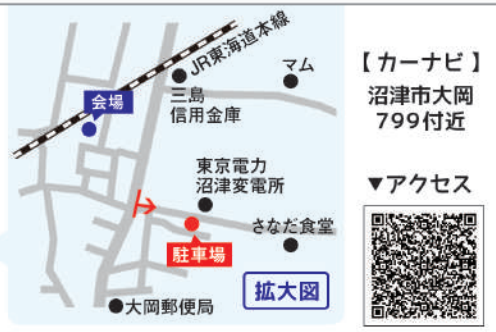 JR東海道本線
マム
会場
三島
信用金庫
東京電力
沼津変電所
さなだ食堂
駐車場
大岡郵便局
拡大図
【カーナビ】
沼津市大岡
799付近
▼アクセス